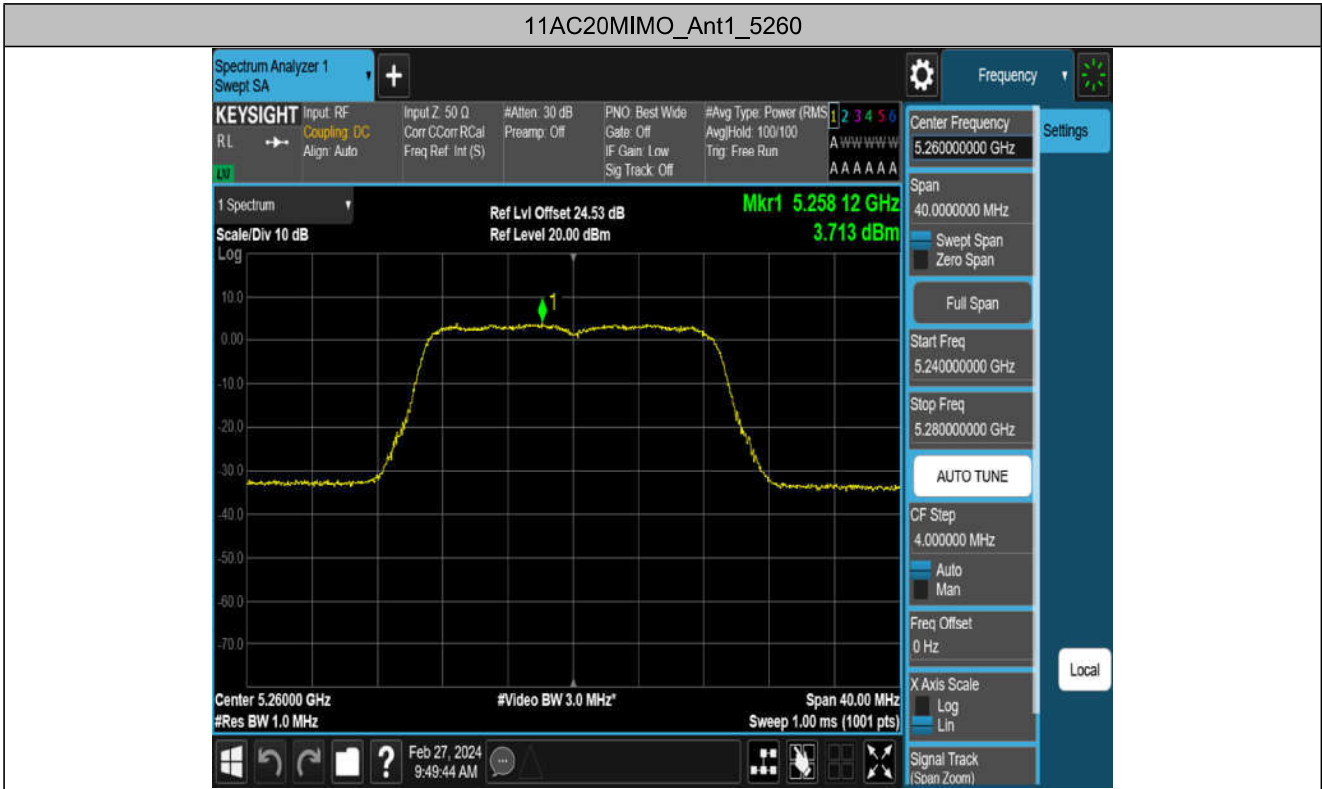 11AC20MIMO_Ant1_5260
Spectrum Analyzer 1
Swept SA
+
Frequency
KEYSIGHT
RL
LXI
Input: RF
Coupling: DC
Align: Auto
Input Z: 50 Ω
Corr CCorr RCal
Freq Ref: Int (S)
#Atten: 30 dB
Preamp: Off
PNO: Best Wide
Gate: Off
IF Gain: Low
Sig Track: Off
#Avg Type: Power (RMS
Avg|Hold: 100/100
Trig: Free Run
1 2 3 4 5 6
A W W W W W
A A A A A A
1 Spectrum
Scale/Div 10 dB
Log
Ref Lvl Offset 24.53 dB
Ref Level 20.00 dBm
Mkr1 5.258 12 GHz
3.713 dBm
1
10.0
0.00
-10.0
-20.0
-30.0
-40.0
-50.0
-60.0
-70.0
Center 5.26000 GHz
#Res BW 1.0 MHz
#Video BW 3.0 MHz*
Span 40.00 MHz
Sweep 1.00 ms (1001 pts)
?
Feb 27, 2024
9:49:44 AM
Center Frequency
5.260000000 GHz
Settings
Span
40.0000000 MHz
Swept Span
Zero Span
Full Span
Start Freq
5.240000000 GHz
Stop Freq
5.280000000 GHz
AUTO TUNE
CF Step
4.000000 MHz
Auto
Man
Freq Offset
0 Hz
Local
X Axis Scale
Log
Lin
Signal Track
(Span Zoom)